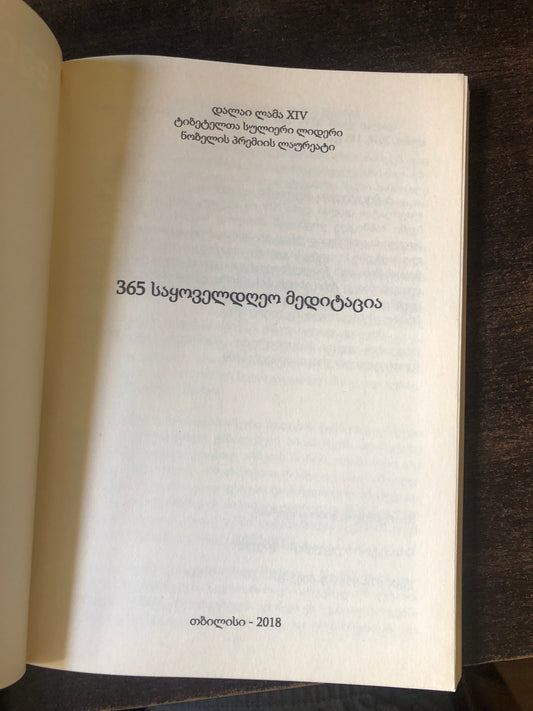 დალაი ლამა XIV
ტიბეტელთა სულიერი ლიდერი
ნობელის პრემიის ლაურეატი
365 საყოველდღეო მედიტაცია
თბილისი - 2018